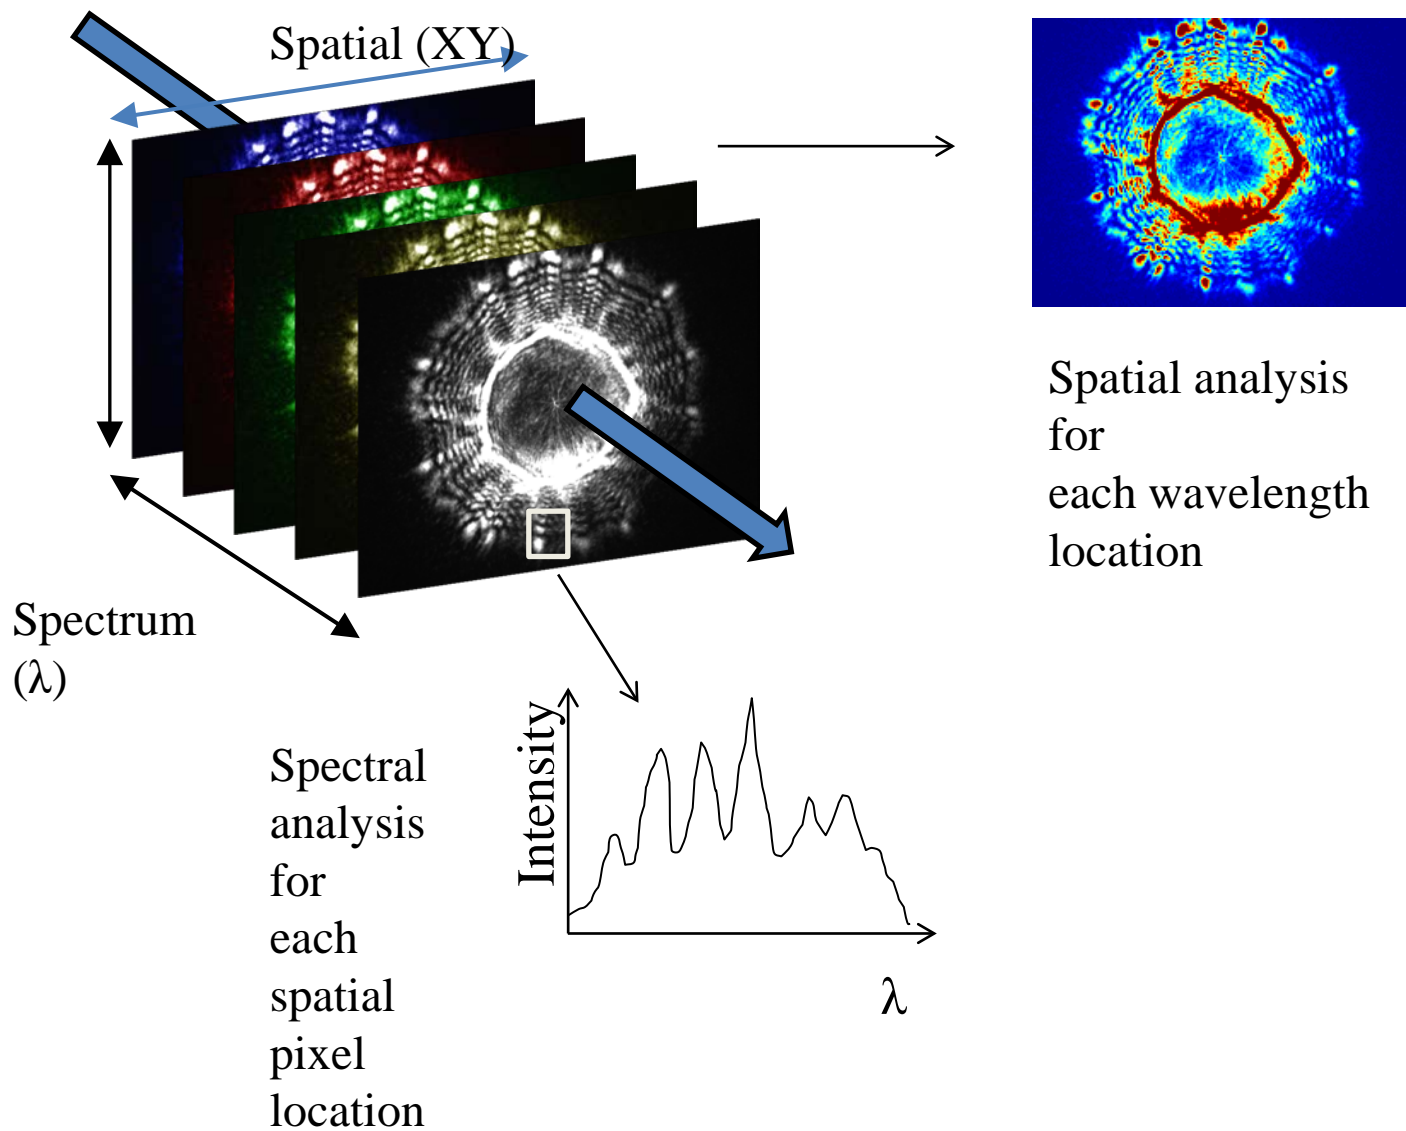 Spatial (XY)
Spatial analysis
for
each wavelength
location
Spectrum
(λ)
Spectral
analysis
for
each
spatial
pixel
location
Intensity
λ